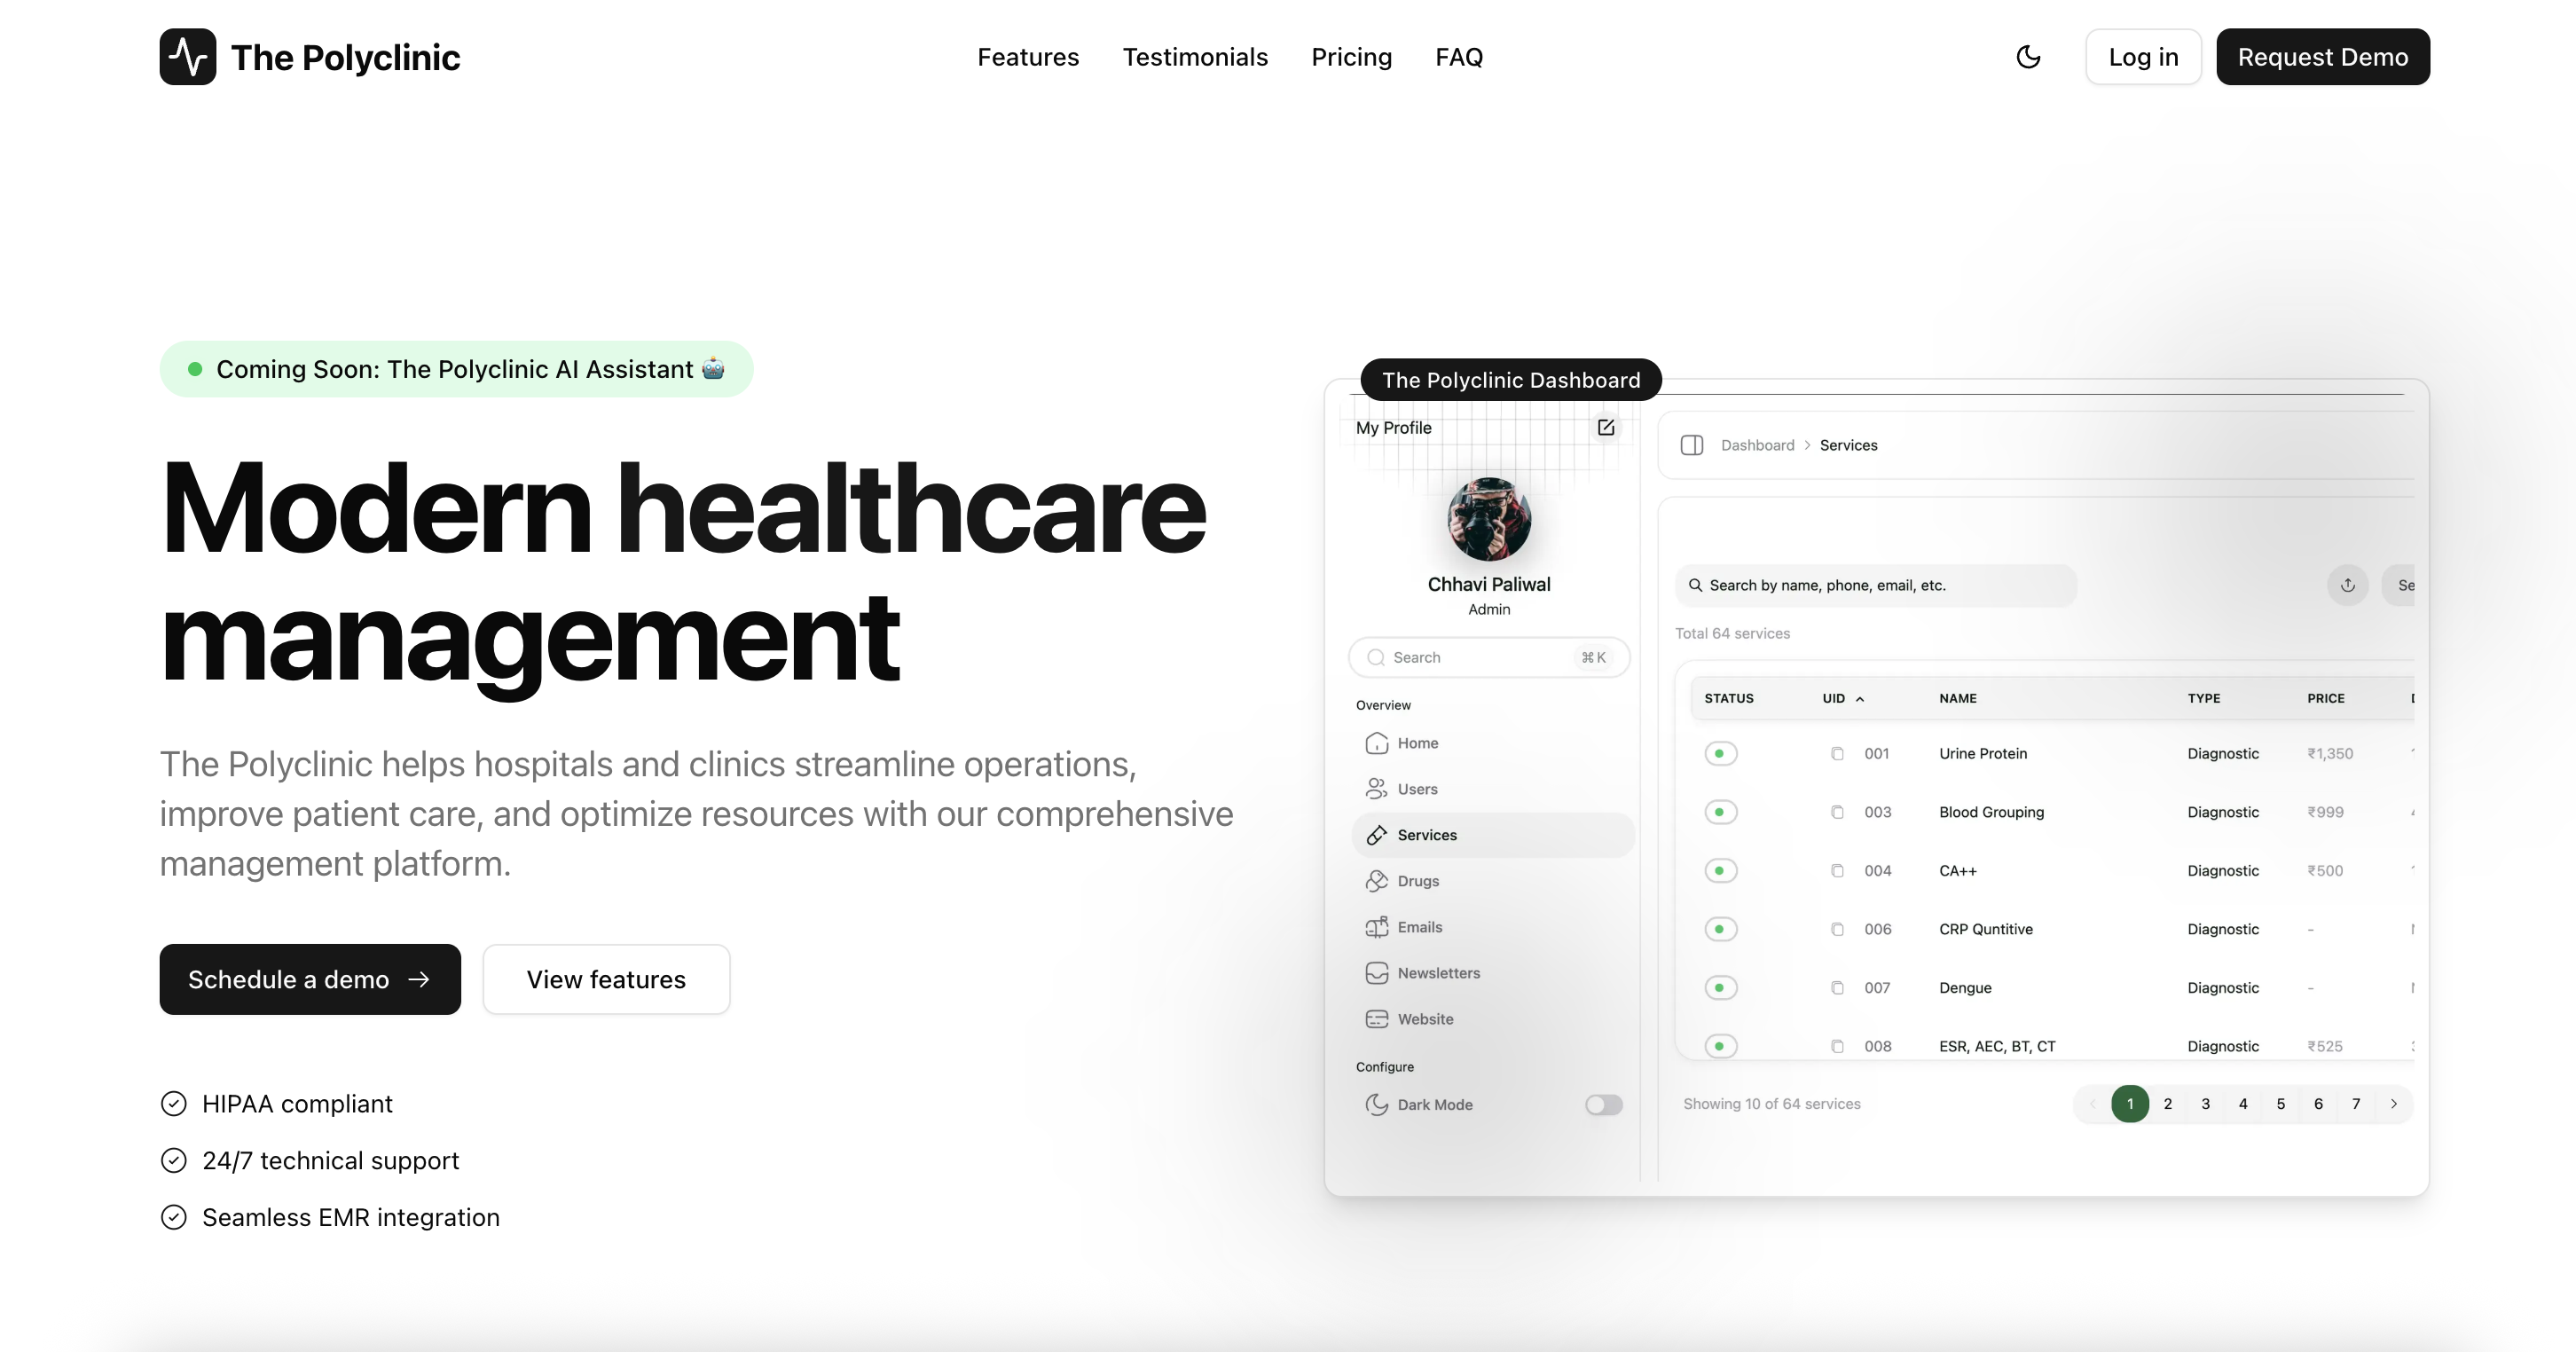 The Polyclinic
Features Testimonials Pricing FAQ
Log in Request Demo
Coming Soon: The Polyclinic AI Assistant
Modern healthcare
management
The Polyclinic helps hospitals and clinics streamline operations,
improve patient care, and optimize resources with our comprehensive
management platform.
Schedule a demo
View features
HIPAA compliant
24/7 technical support
Seamless EMR integration
The Polyclinic Dashboard
My Profile
Chhavi Paliwal
Admin
Search ⌘ K
Overview
Home
Users
Services
Drugs
Emails
Newsletters
Website
Configure
Dark Mode
Dashboard > Services
Search by name, phone, email, etc.
Se
Total 64 services
STATUS UID NAME TYPE PRICE
001 Urine Protein Diagnostic ₹1,350
003 Blood Grouping Diagnostic ₹999
004 CA++ Diagnostic ₹500
006 CRP Quntitive Diagnostic -
007 Dengue Diagnostic -
008 ESR, AEC, BT, CT Diagnostic ₹525
Showing 10 of 64 services
1 2 3 4 5 6 7